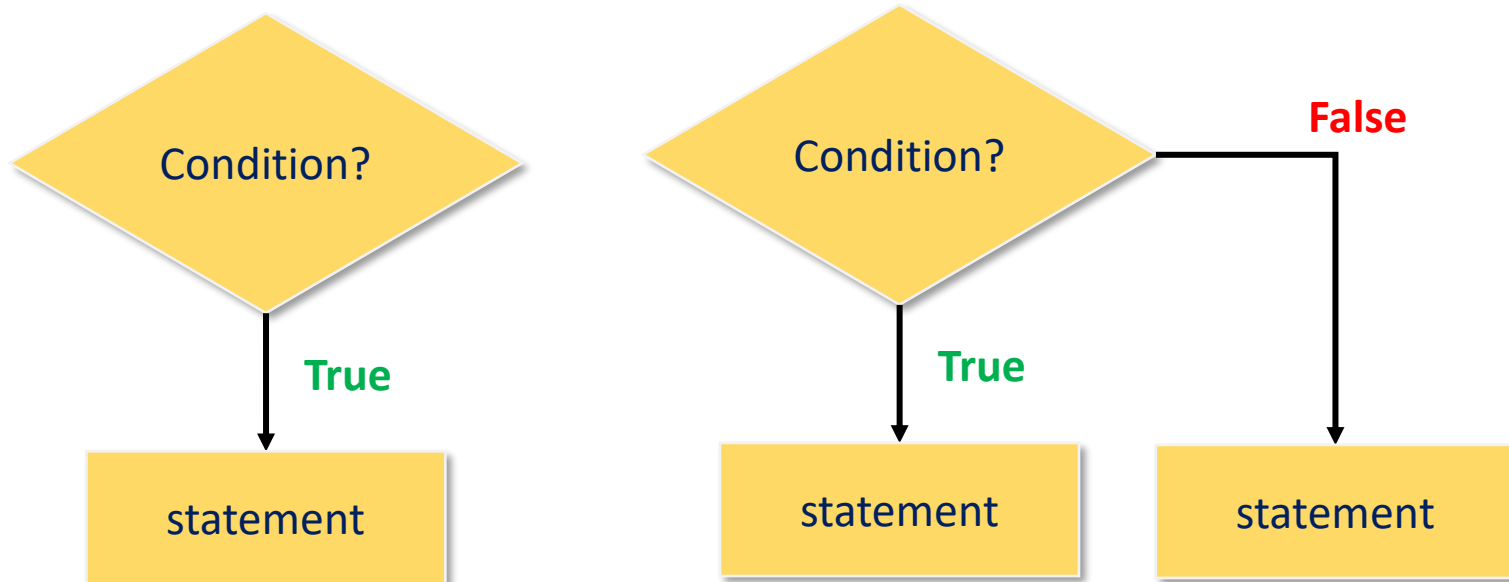 Condition?
True
statement
Condition?
False
True
statement
statement